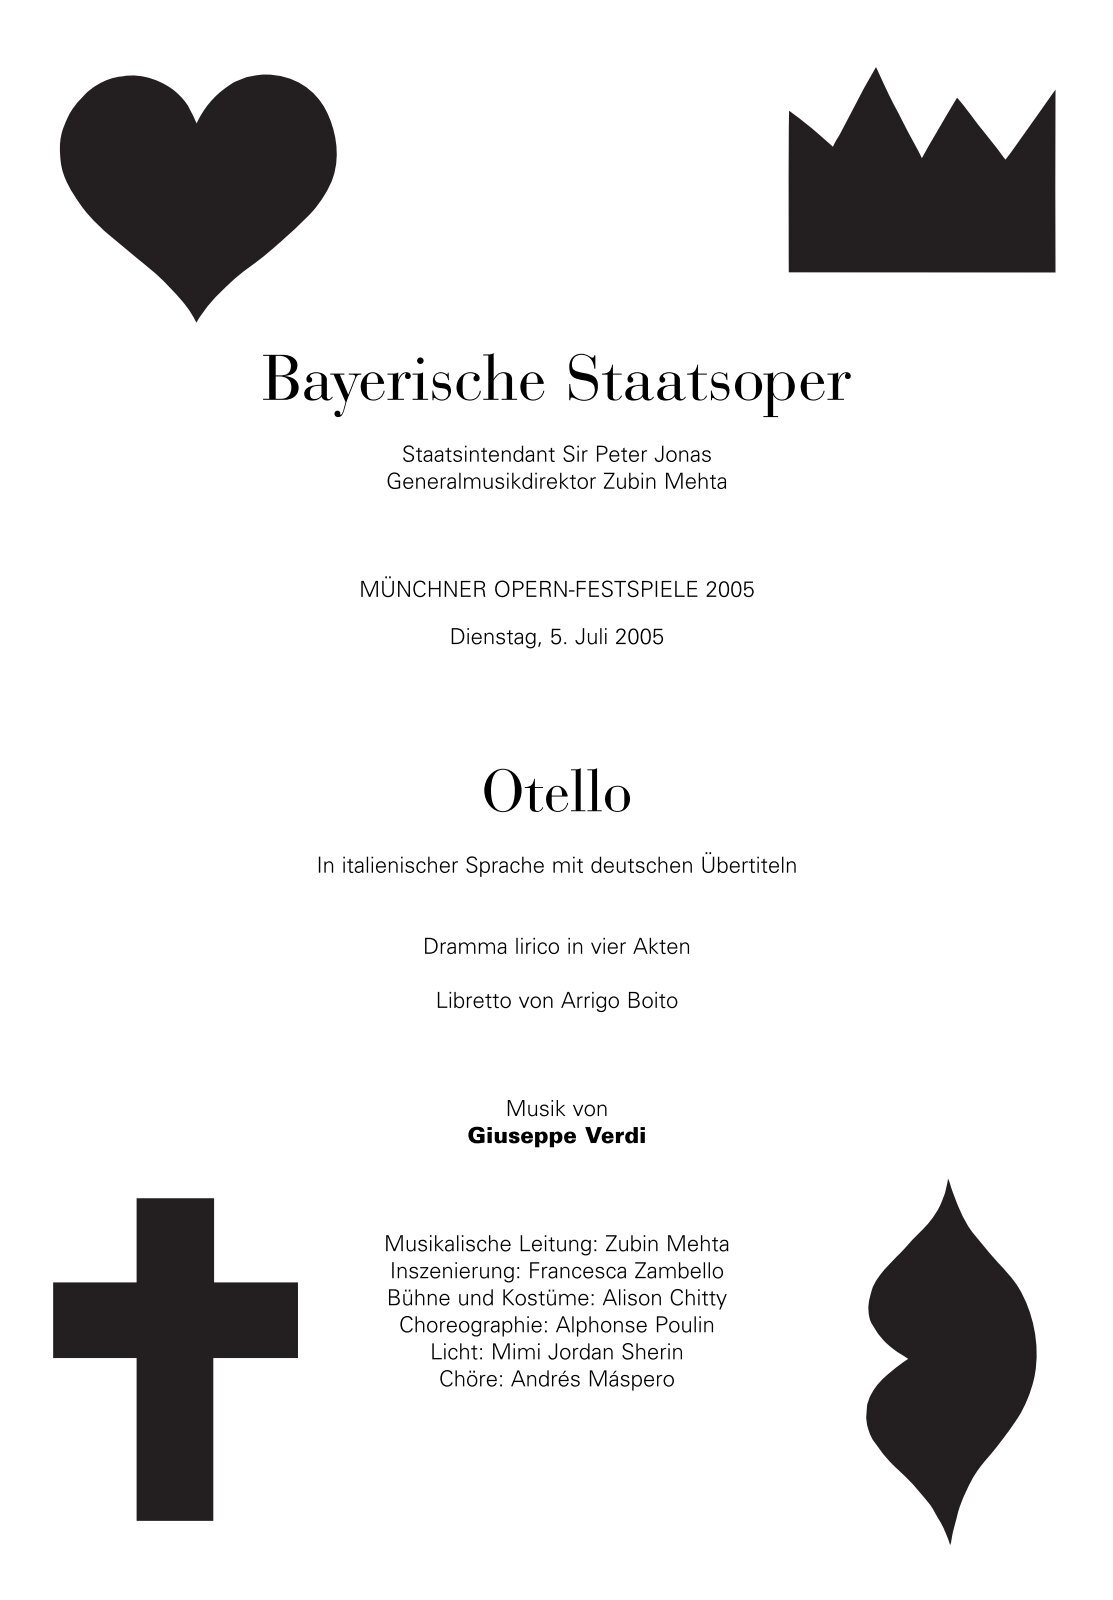 Bayerische Staatsoper
Staatsintendant Sir Peter Jonas
Generalmusikdirektor Zubin Mehta
MÜNCHNER OPERN-FESTSPIELE 2005
Dienstag, 5. Juli 2005
Otello
In italienischer Sprache mit deutschen Übertiteln
Dramma lirico in vier Akten
Libretto von Arrigo Boito
Musik von
Giuseppe Verdi
Musikalische Leitung: Zubin Mehta
Inszenierung: Francesca Zambello
Bühne und Kostüme: Alison Chitty
Choreographie: Alphonse Poulin
Licht: Mimi Jordan Sherin
Chöre: Andrés Máspero